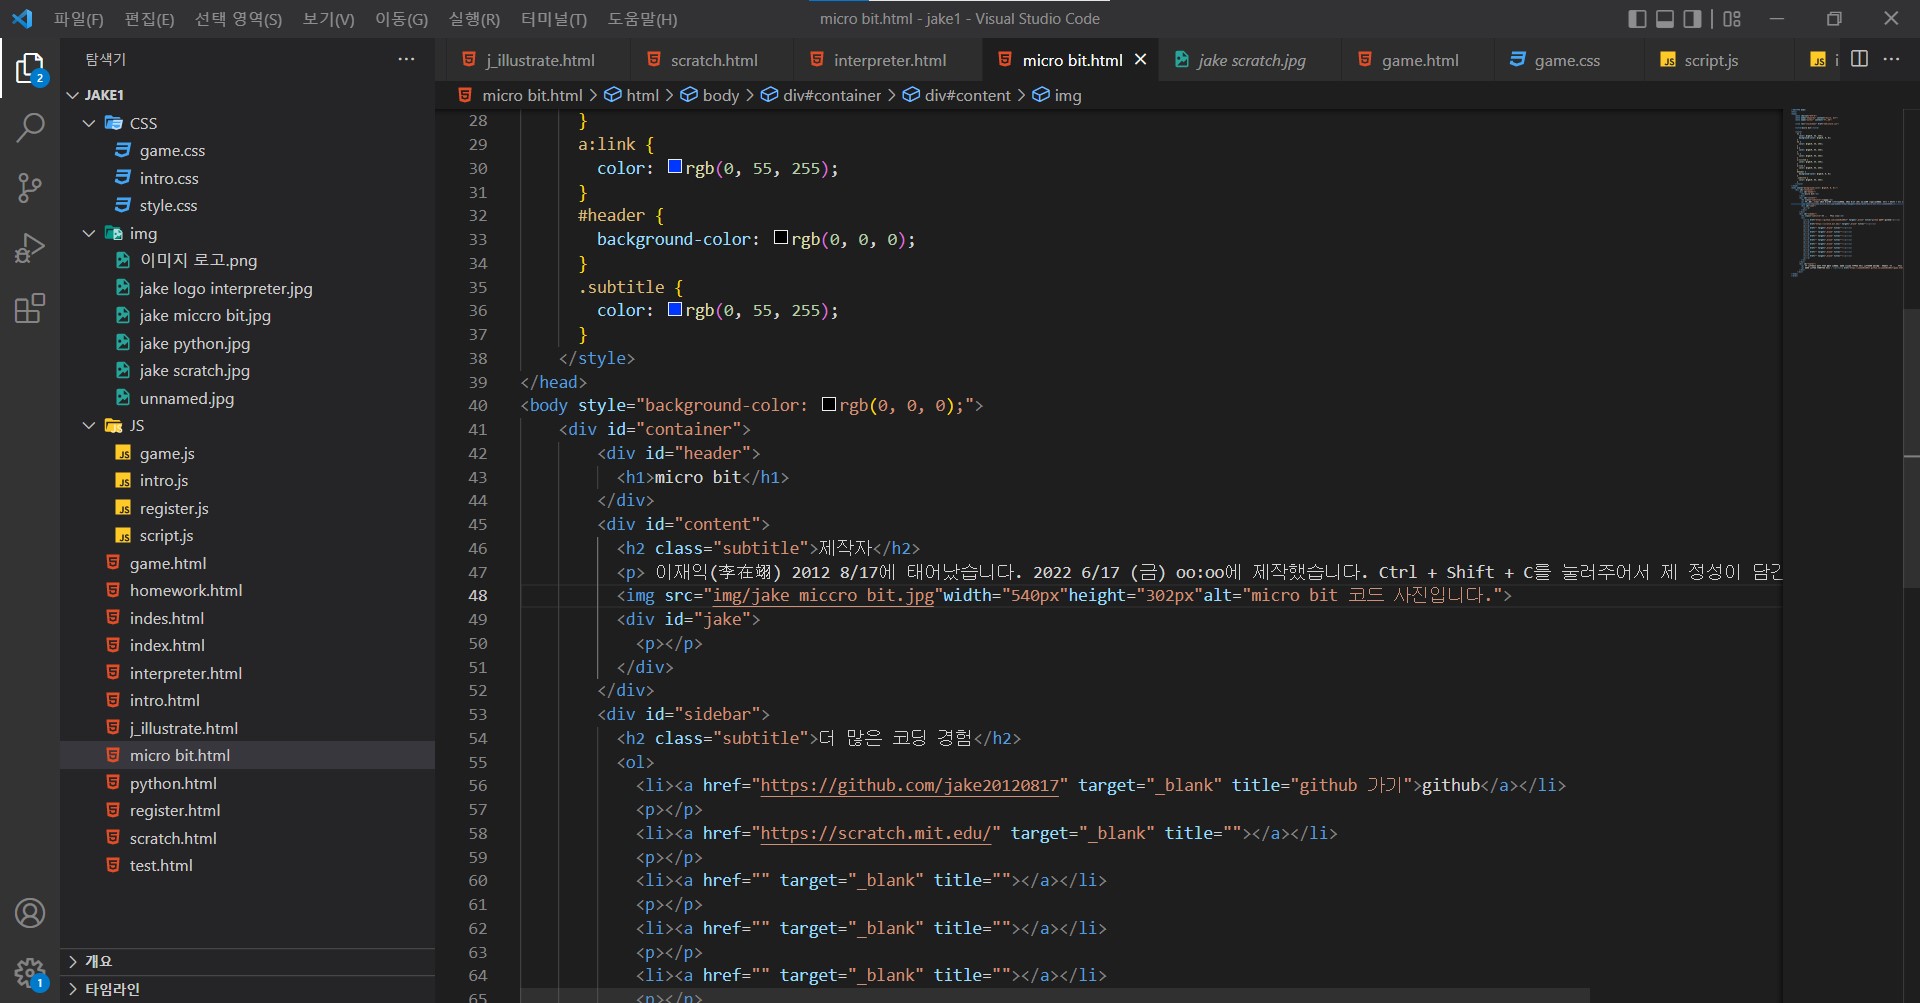 파일(F) 편집(E) 선택 영역(S) 보기(V) 이동(G) 실행(R) 터미널(T) 도움말(H)
micro bit.html - jake1 - Visual Studio Code
탐색기
JAKE1
CSS
game.css
intro.css
style.css
img
이미지 로고.png
jake logo interpreter.jpg
jake miccro bit.jpg
jake python.jpg
jake scratch.jpg
unnamed.jpg
JS
game.js
intro.js
register.js
script.js
game.html
homework.html
indes.html
index.html
interpreter.html
intro.html
j_illustrate.html
micro bit.html
python.html
register.html
scratch.html
test.html
개요
타임라인
2
1
j_illustrate.html scratch.html interpreter.html micro bit.html jake scratch.jpg game.html game.css script.js i
micro bit.html > html > body > div#container > div#content > img
28 }
29 a:link {
30 color: rgb(0, 55, 255);
31 }
32 #header {
33 background-color: rgb(0, 0, 0);
34 }
35 .subtitle {
36 color: rgb(0, 55, 255);
37 }
38 </style>
39 </head>
40 <body style="background-color: rgb(0, 0, 0);">
41 <div id="container">
42 <div id="header">
43 <h1>micro bit</h1>
44 </div>
45 <div id="content">
46 <h2 class="subtitle">제작자</h2>
47 <p> 이재익(李在翊) 2012 8/17에 태어났습니다. 2022 6/17 (금) oo:oo에 제작했습니다. Ctrl + Shift + C를 눌러주어서 제 정성이 담긴
48 <img src="img/jake miccro bit.jpg"width="540px"height="302px"alt="micro bit 코드 사진입니다.">
49 <div id="jake">
50 <p></p>
51 </div>
52 </div>
53 <div id="sidebar">
54 <h2 class="subtitle">더 많은 코딩 경험</h2>
55 <ol>
56 <li><a href="https://github.com/jake20120817" target="_blank" title="github 가기">github</a></li>
57 <p></p>
58 <li><a href="https://scratch.mit.edu/" target="_blank" title=""></a></li>
59 <p></p>
60 <li><a href="" target="_blank" title=""></a></li>
61 <p></p>
62 <li><a href="" target="_blank" title=""></a></li>
63 <p></p>
64 <li><a href="" target="_blank" title=""></a></li>
65 <p></p>